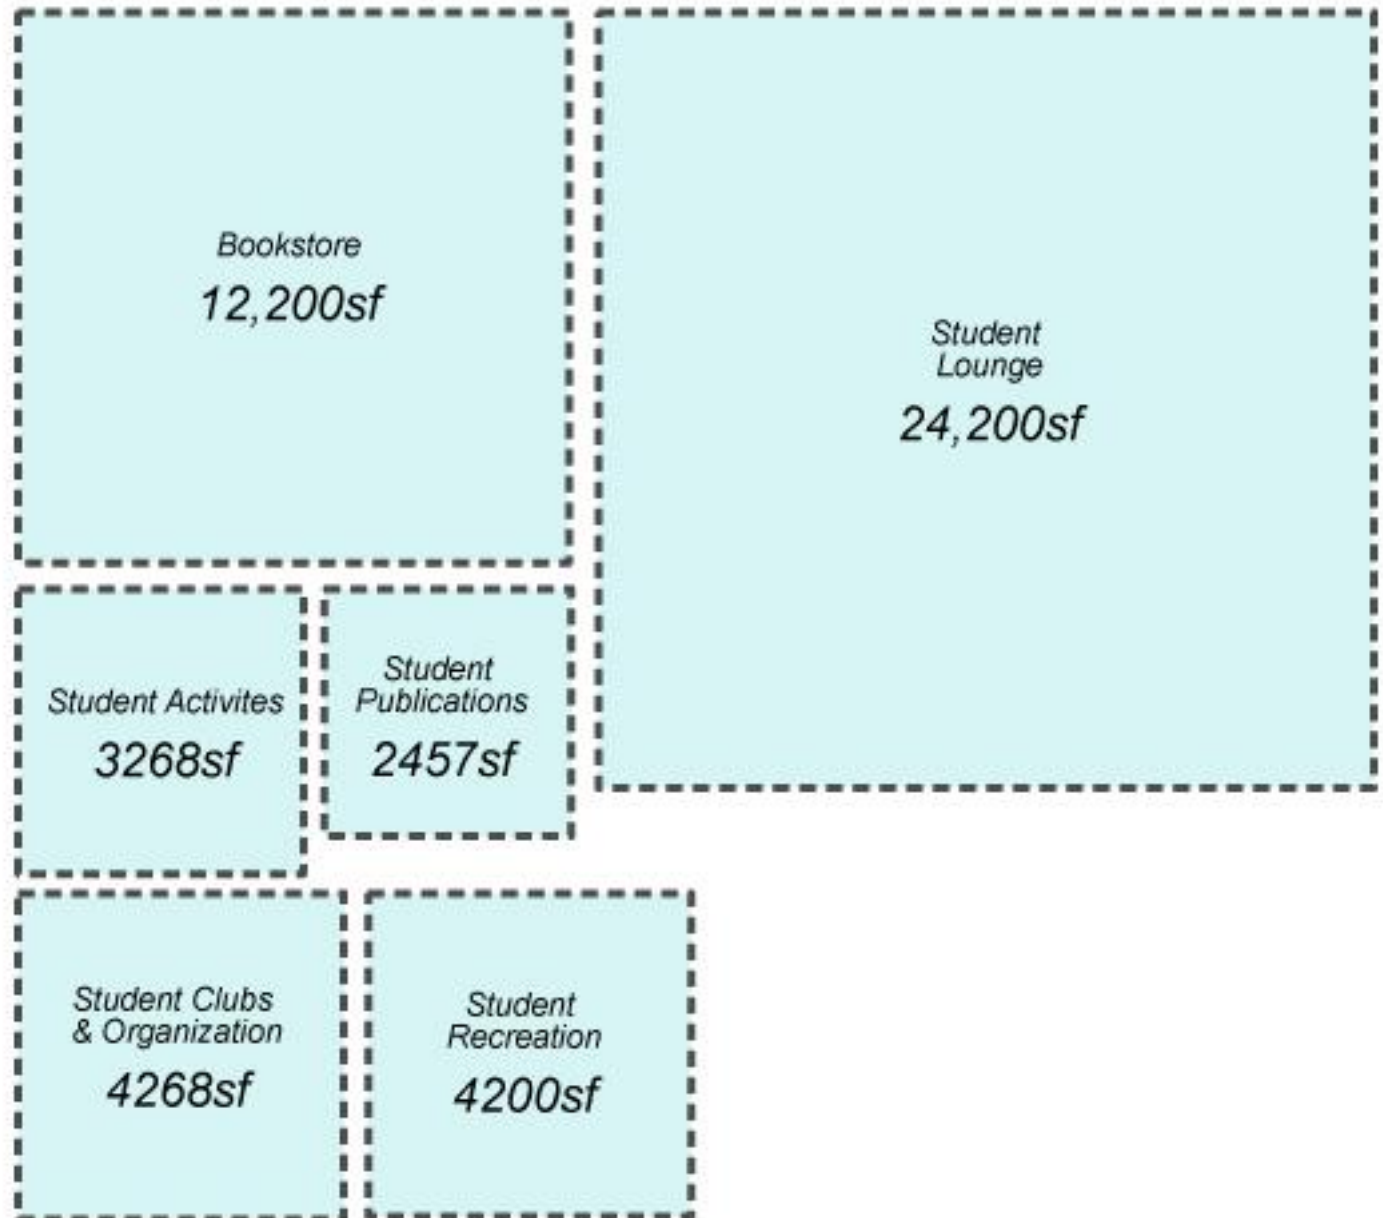 Bookstore
12,200sf
Student
Lounge
24,200sf
Student Activites
3268sf
Student
Publications
2457sf
Student Clubs
& Organization
4268sf
Student
Recreation
4200sf